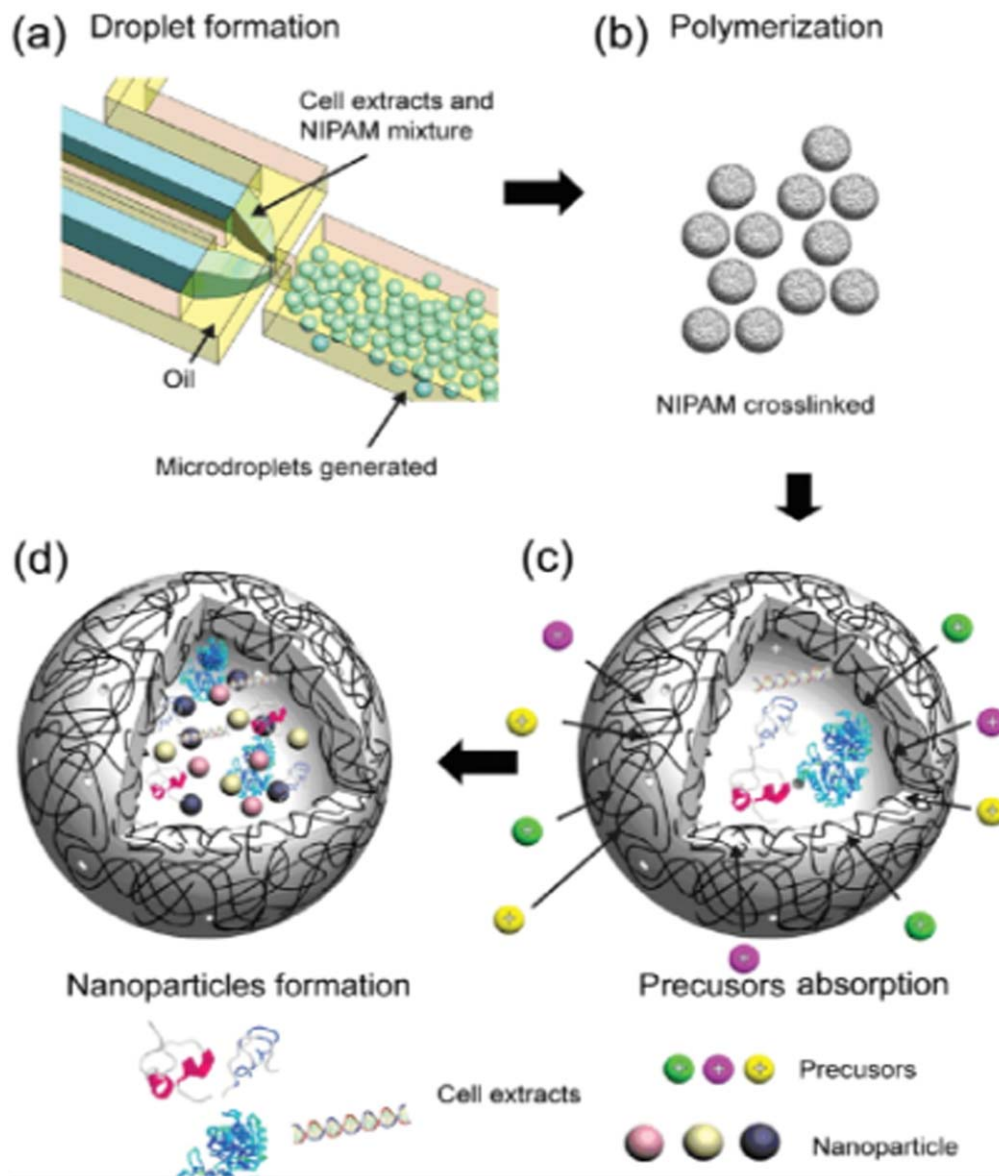 (a) Droplet formation
(b) Polymerization
Cell extracts and
NIPAM mixture
Oil
Microdroplets generated
NIPAM crosslinked
(d)
(c)
Nanoparticles formation
Precusors absorption
Cell extracts
Precusors
Nanoparticle